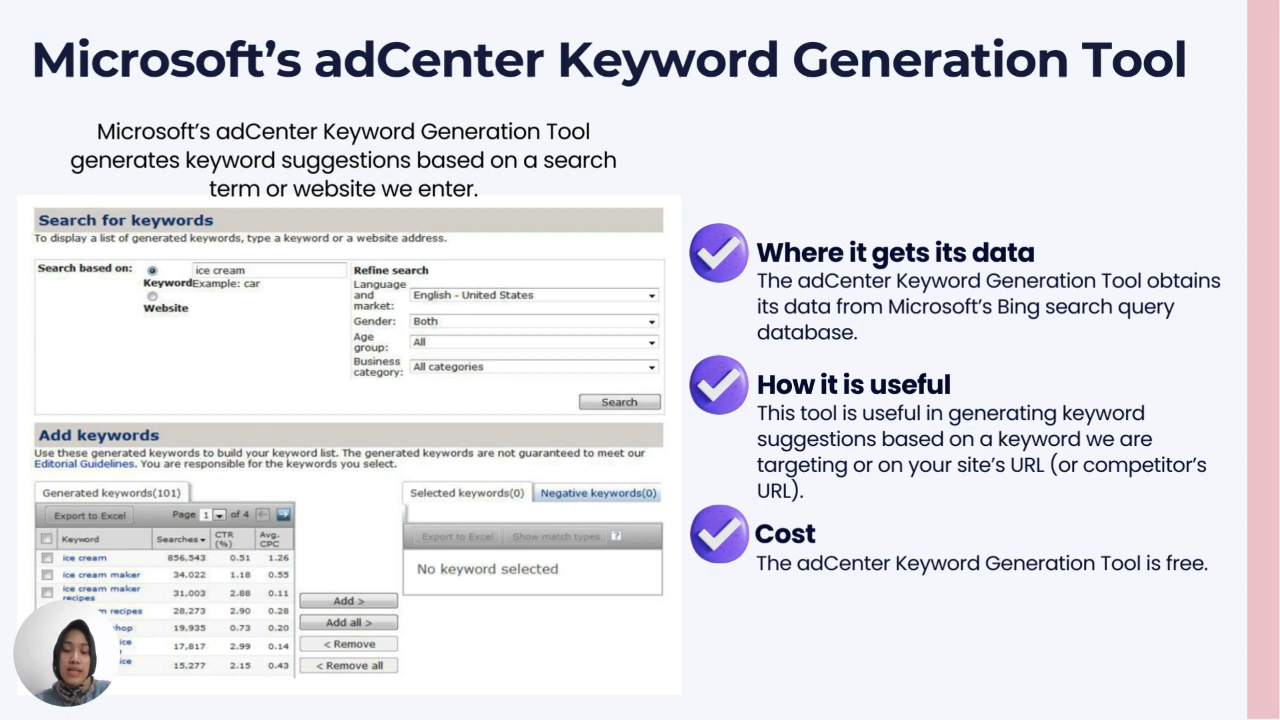 Microsoft's adCenter Keyword Generation Tool
Microsoft's adCenter Keyword Generation Tool
generates keyword suggestions based on a search
term or website we enter.
Search for keywords
To display a list of generated keywords, type a keyword or a website address.
Search based on:
ice cream
Keyword Example: car
Website
Refine search
Language and market: English - United States
Gender: Both
Age group: All
Business category: All categories
Search
Add keywords
Use these generated keywords to build your keyword list. The generated keywords are not guaranteed to meet our
Editorial Guidelines. You are responsible for the keywords you select.
Generated keywords(101)
Export to Excel Page 1 of 4
Keyword Searches CTR (%) Avg. CPC
ice cream 856,543 0.51 1.26
ice cream maker 34,022 1.18 0.55
ice cream maker recipes 31,003 2.88 0.11
recipes 28,273 2.90 0.28
19,935 0.73 0.20
ice 17,817 2.99 0.14
ice 15,277 2.15 0.43
Add >
Add all >
< Remove
< Remove all
Selected keywords(0) Negative keywords(0)
Export to Excel Show match types ?
No keyword selected
Where it gets its data
The adCenter Keyword Generation Tool obtains
its data from Microsoft's Bing search query
database.
How it is useful
This tool is useful in generating keyword
suggestions based on a keyword we are
targeting or on your site's URL (or competitor's
URL).
Cost
The adCenter Keyword Generation Tool is free.